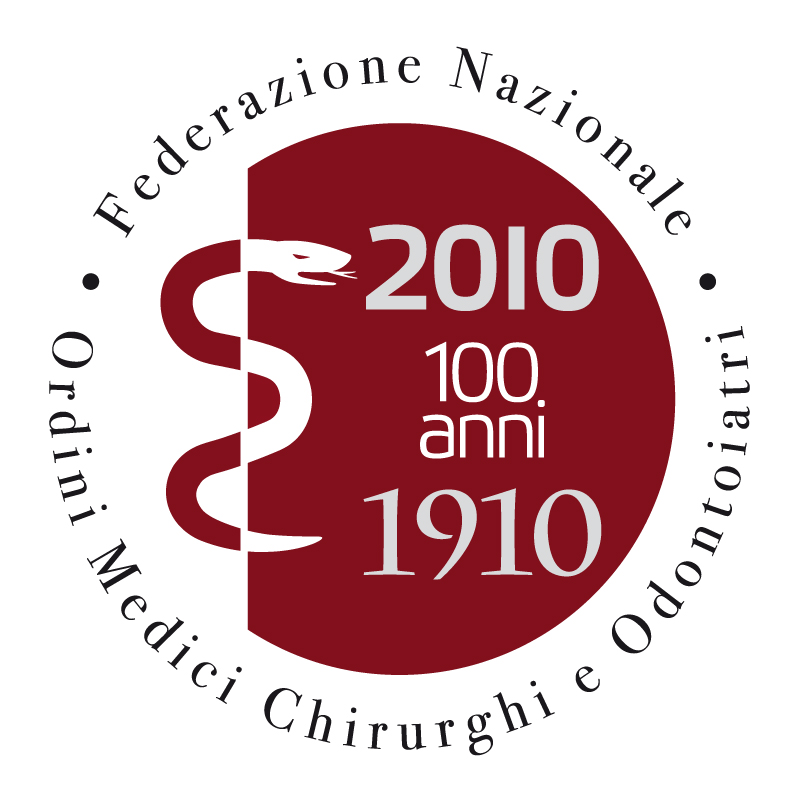 Federazione Nazionale
2010
100
anni
1910
Ordini Medici Chirurghi e Odontoiatri